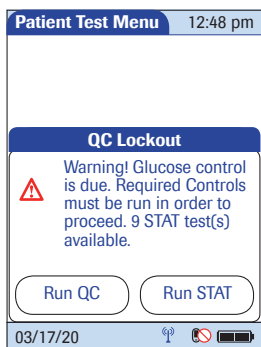 Patient Test Menu 12:48 pm
QC Lockout
Warning! Glucose control
is due. Required Controls
must be run in order to
proceed. 9 STAT test(s)
available.
Run QC Run STAT
03/17/20